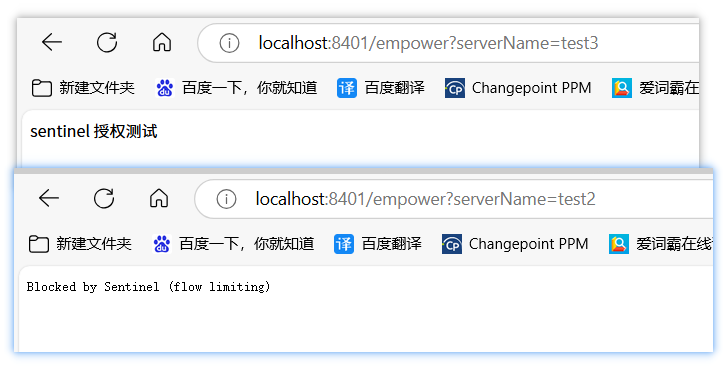 localhost:8401/empower?serverName=test3
新建文件夹 百度一下，你就知道 译 百度翻译 CP Changepoint PPM 爱词霸在线
sentinel 授权测试
localhost:8401/empower?serverName=test2
新建文件夹 百度一下，你就知道 译 百度翻译 CP Changepoint PPM 爱词霸在线
Blocked by Sentinel (flow limiting)